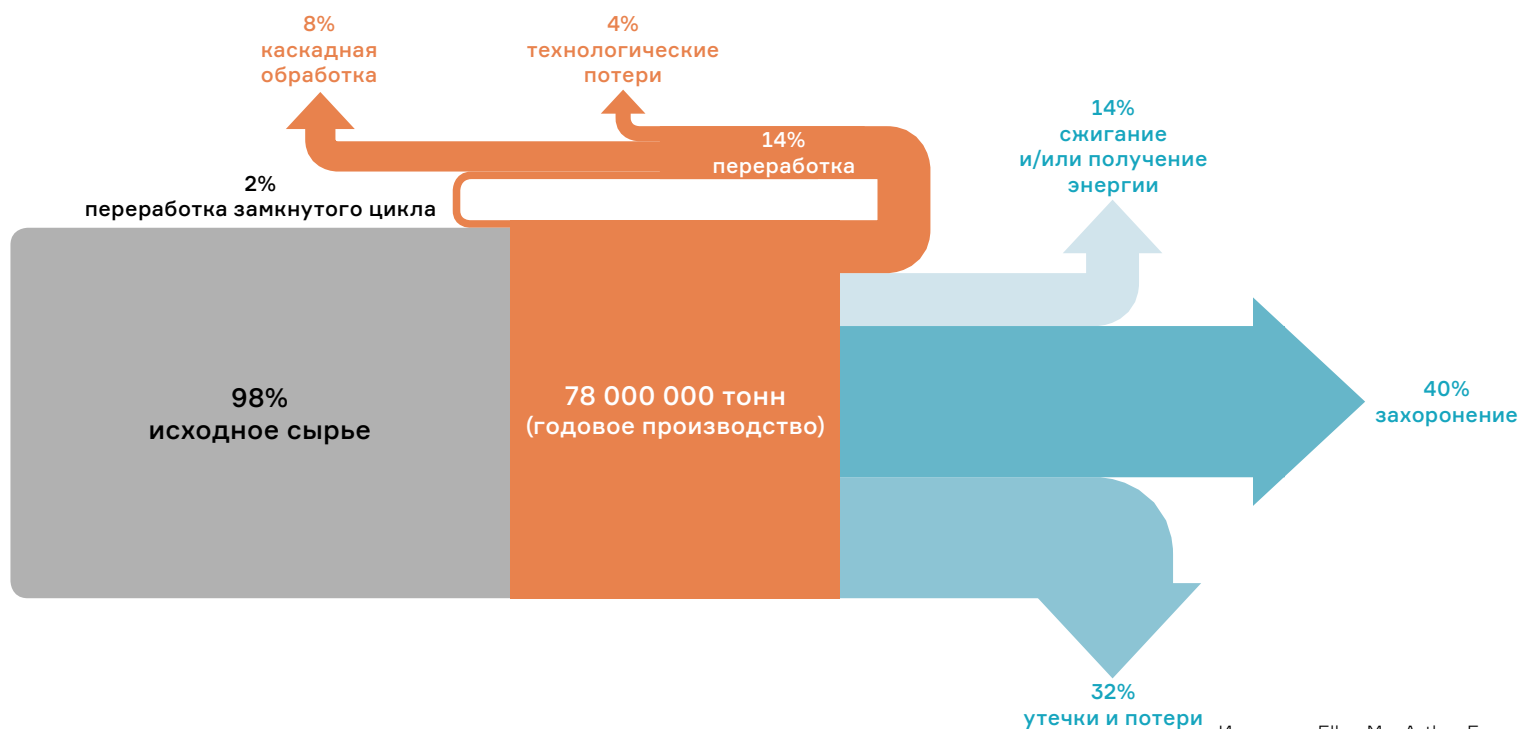 8%
каскадная
обработка
4%
технологические
потери
14%
переработка
14%
сжигание
и/или получение
энергии
2%
переработка замкнутого цикла
98%
исходное сырье
78 000 000 тонн
(годовое производство)
40%
захоронение
32%
утечки и потери